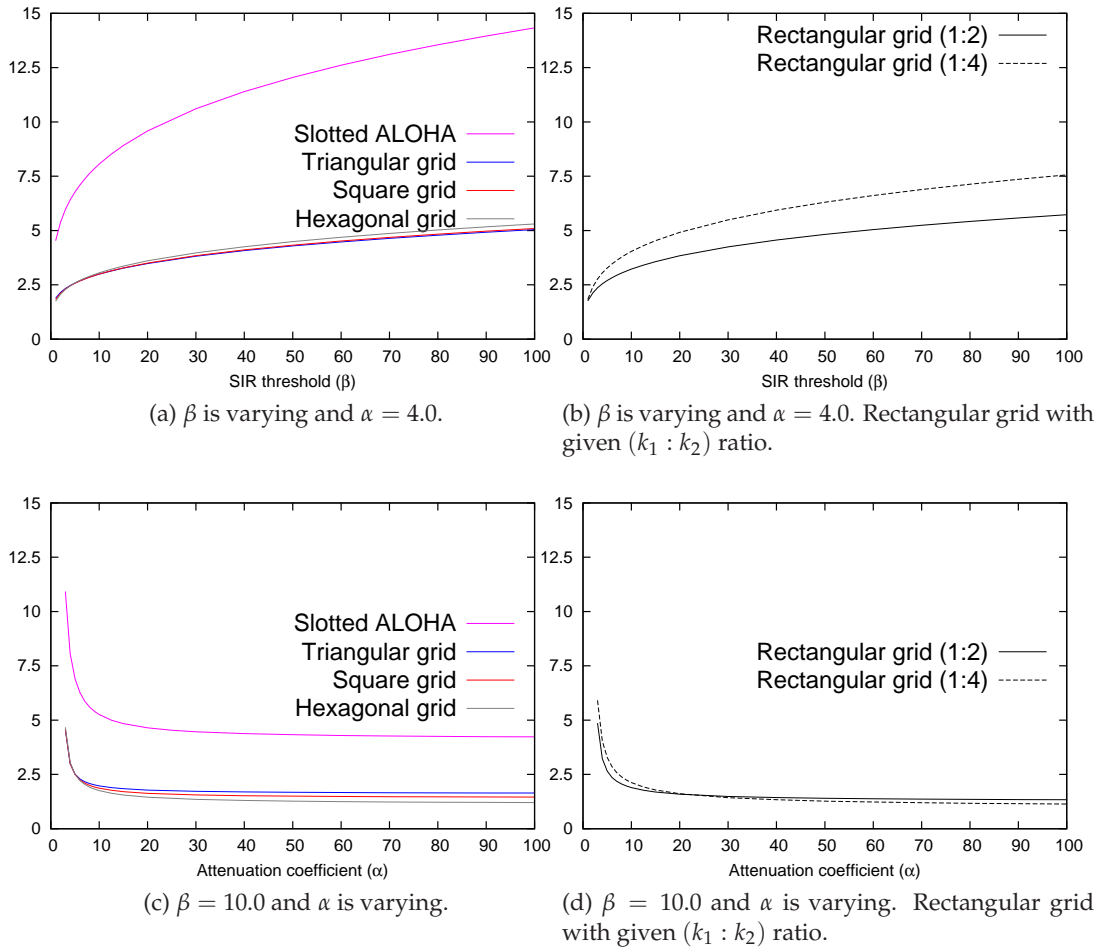 15
12.5
10
7.5
5
2.5
0
0 10 20 30 40 50 60 70 80 90 100
Slotted ALOHA
Triangular grid
Square grid
Hexagonal grid
SIR threshold (β)
(a) β is varying and α = 4.0.
15
12.5
10
7.5
5
2.5
0
0 10 20 30 40 50 60 70 80 90 100
Rectangular grid (1:2)
Rectangular grid (1:4)
SIR threshold (β)
(b) β is varying and α = 4.0. Rectangular grid with
given (k₁ : k₂) ratio.
15
12.5
10
7.5
5
2.5
0
0 10 20 30 40 50 60 70 80 90 100
Slotted ALOHA
Triangular grid
Square grid
Hexagonal grid
Attenuation coefficient (α)
(c) β = 10.0 and α is varying.
15
12.5
10
7.5
5
2.5
0
0 10 20 30 40 50 60 70 80 90 100
Rectangular grid (1:2)
Rectangular grid (1:4)
Attenuation coefficient (α)
(d) β = 10.0 and α is varying. Rectangular grid
with given (k₁ : k₂) ratio.